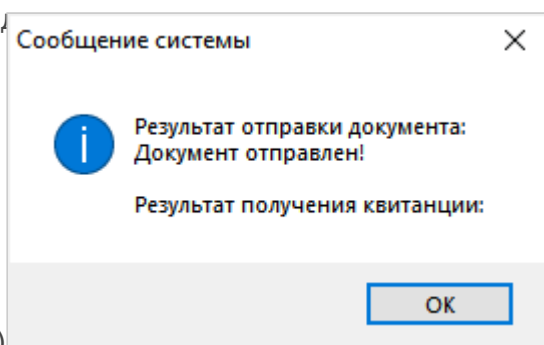 Сообщение системы
Результат отправки документа:
Документ отправлен!
Результат получения квитанции:
OK